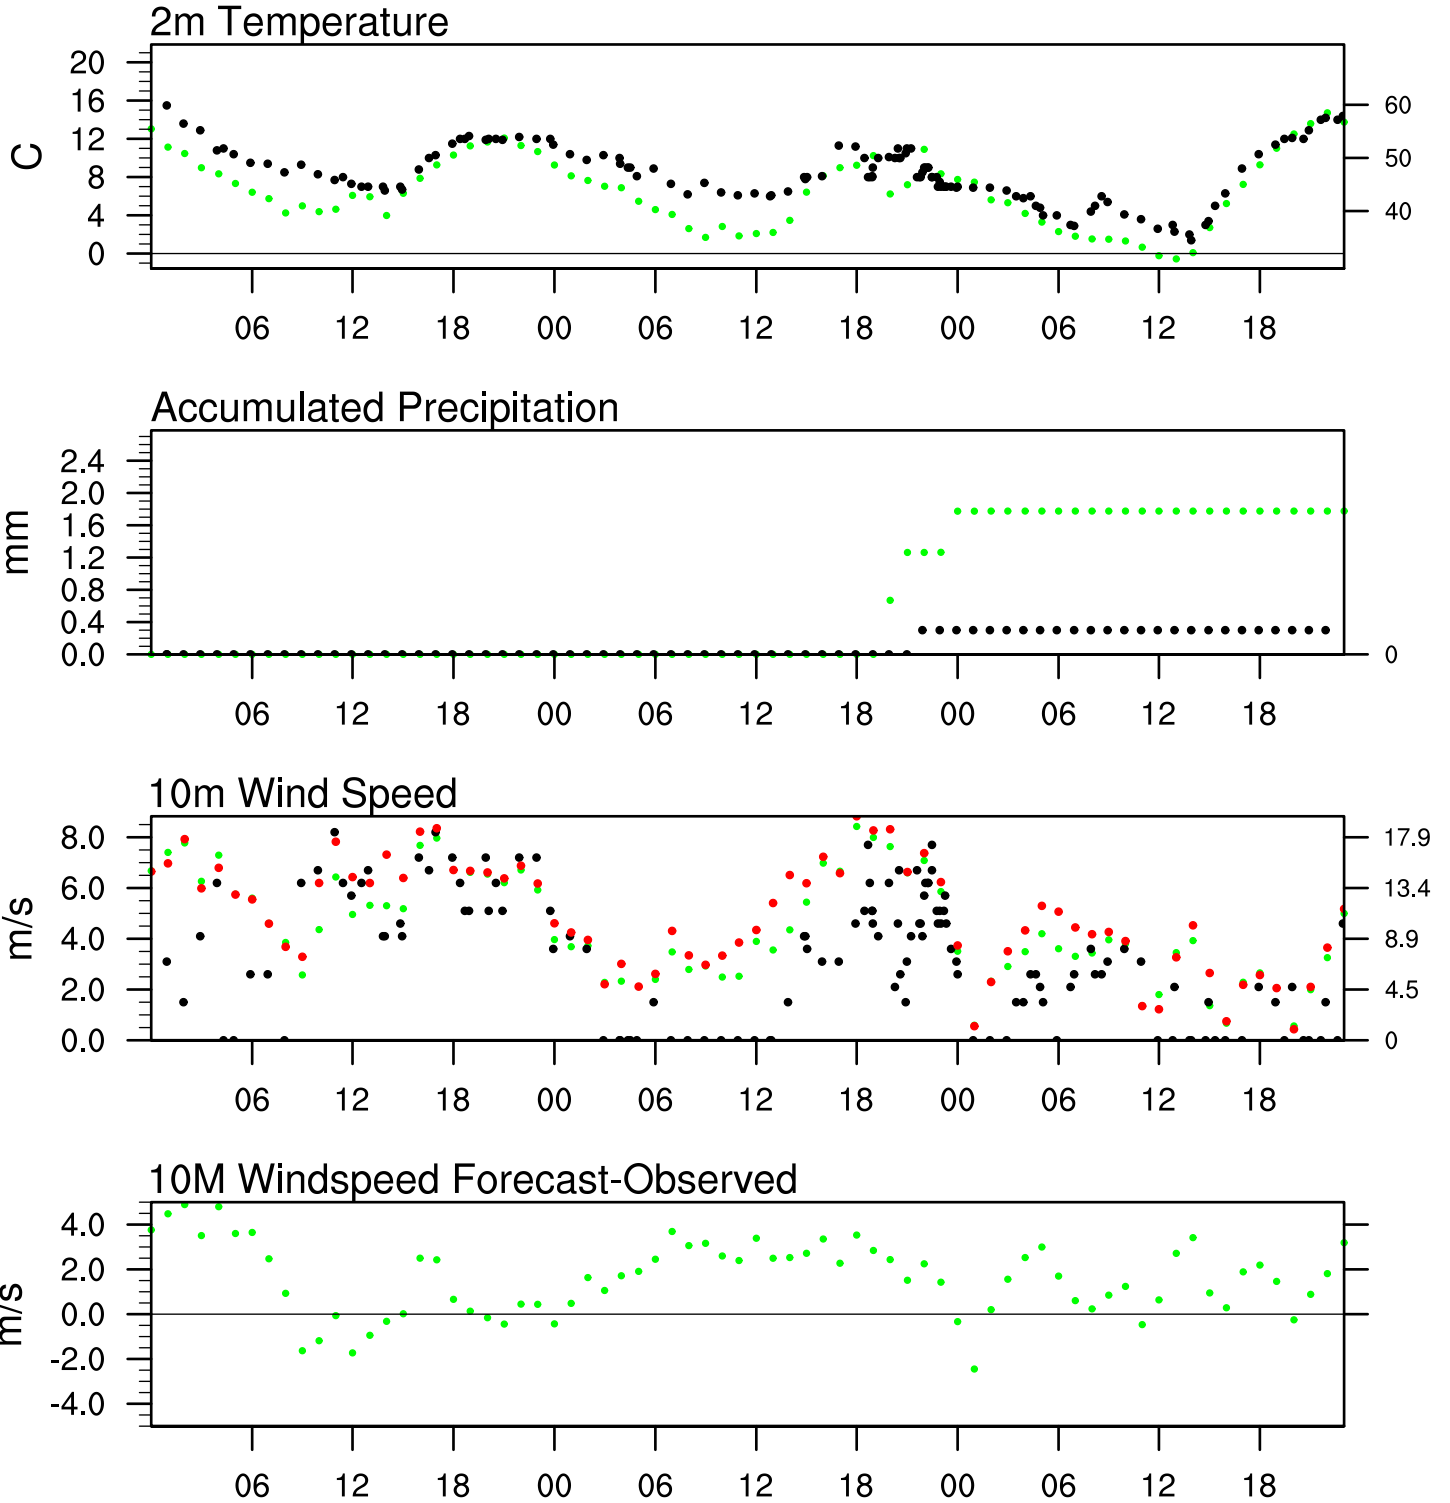 2m Temperature
C
20
16
12
8
4
0
60
50
40
06 12 18 00 06 12 18 00 06 12 18
Accumulated Precipitation
mm
2.4
2.0
1.6
1.2
0.8
0.4
0.0
0
06 12 18 00 06 12 18 00 06 12 18
10m Wind Speed
m/s
8.0
6.0
4.0
2.0
0.0
17.9
13.4
8.9
4.5
0
06 12 18 00 06 12 18 00 06 12 18
10M Windspeed Forecast-Observed
m/s
4.0
2.0
0.0
-2.0
-4.0
06 12 18 00 06 12 18 00 06 12 18